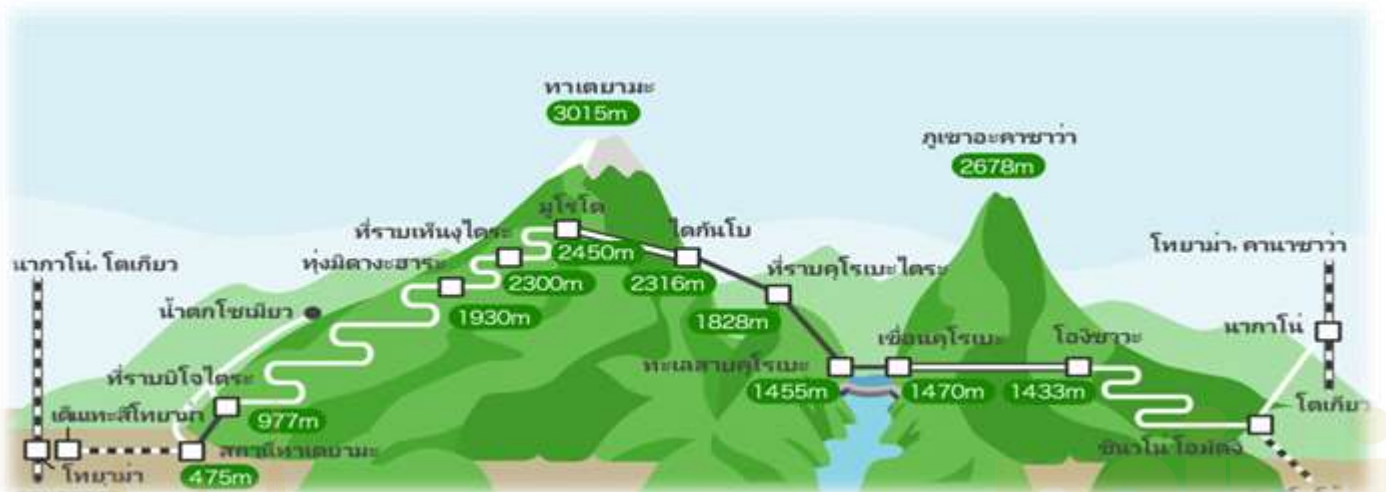 ทาเตยามะ
3015m
ภูเขาอะคาซาว่า
2678m
มูโรโด
2450m
ที่ราบเท็นงุไดระ
2300m
ไดกันโบ
2316m
โทยาม่า, คานาซาว่า
นากาโน่, โตเกียว
ทุ่งมิดางะฮาระ
1930m
ที่ราบคุโรเบะไดระ
1828m
น้ำตกโชเมียว
นากาโน่
ทะเลสาบคุโรเบะ
1455m
เขื่อนคุโรเบะ
1470m
โองิซาวะ
1433m
ที่ราบบิโจไดระ
977m
โตเกียว
เด็นทะสึโทยามา
สถานีทาเตยามะ
475m
ชินาโน่โอมัตจิ
โทยาม่า